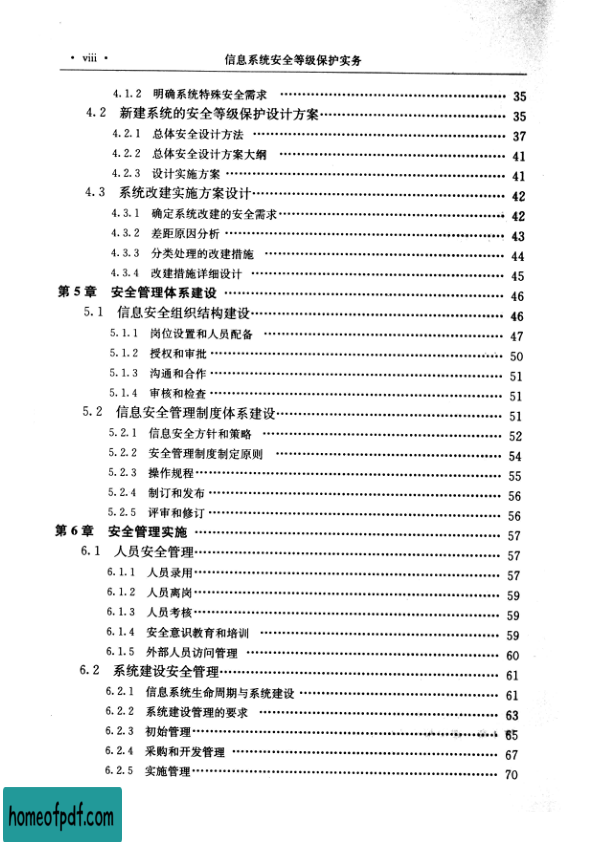 · viii ·
信息系统安全等级保护实务
4.1.2 明确系统特殊安全需求 …… 35
4.2 新建系统的安全等级保护设计方案 …… 35
4.2.1 总体安全设计方法 …… 37
4.2.2 总体安全设计方案大纲 …… 41
4.2.3 设计实施方案 …… 41
4.3 系统改建实施方案设计 …… 42
4.3.1 确定系统改建的安全需求 …… 42
4.3.2 差距原因分析 …… 43
4.3.3 分类处理的改建措施 …… 44
4.3.4 改建措施详细设计 …… 45
第5章 安全管理体系建设 …… 46
5.1 信息安全组织结构建设 …… 46
5.1.1 岗位设置和人员配备 …… 47
5.1.2 授权和审批 …… 50
5.1.3 沟通和合作 …… 51
5.1.4 审核和检查 …… 51
5.2 信息安全管理制度体系建设 …… 51
5.2.1 信息安全方针和策略 …… 52
5.2.2 安全管理制度制定原则 …… 54
5.2.3 操作规程 …… 55
5.2.4 制订和发布 …… 56
5.2.5 评审和修订 …… 56
第6章 安全管理实施 …… 57
6.1 人员安全管理 …… 57
6.1.1 人员录用 …… 57
6.1.2 人员离岗 …… 59
6.1.3 人员考核 …… 59
6.1.4 安全意识教育和培训 …… 59
6.1.5 外部人员访问管理 …… 60
6.2 系统建设安全管理 …… 61
6.2.1 信息系统生命周期与系统建设 …… 61
6.2.2 系统建设管理的要求 …… 63
6.2.3 初始管理 …… 65
6.2.4 采购和开发管理 …… 67
6.2.5 实施管理 …… 70
homeofpdf.com